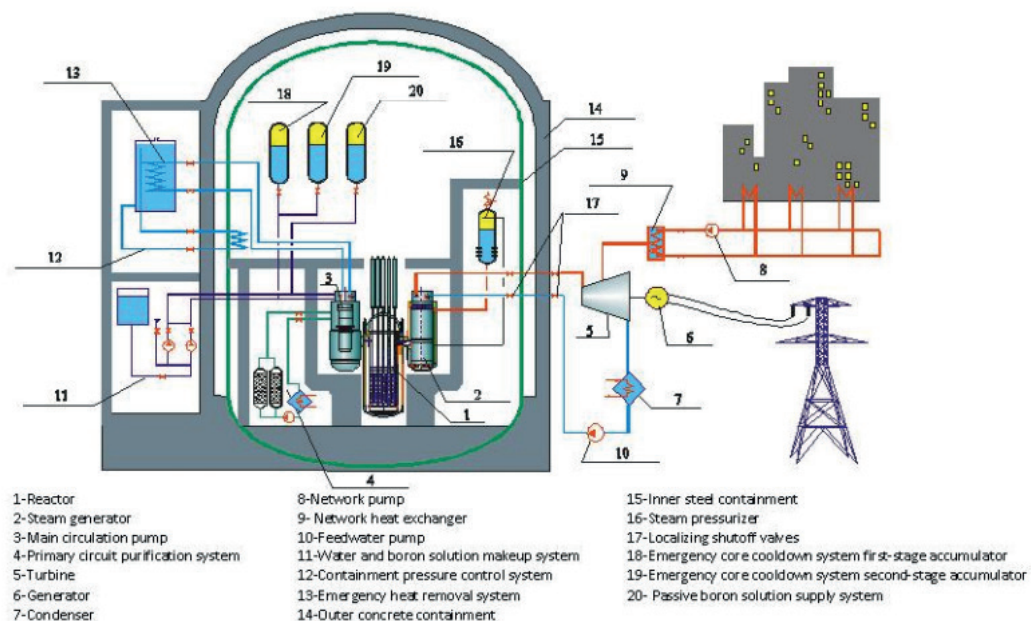 13
18
19
20
14
15
16
9
17
12
3
8
5
6
11
2
1
7
10
4
1-Reactor
2-Steam generator
3-Main circulation pump
4-Primary circuit purification system
5-Turbine
6-Generator
7-Condenser
8-Network pump
9- Network heat exchanger
10-Feedwater pump
11-Water and boron solution makeup system
12-Containment pressure control system
13-Emergency heat removal system
14-Outer concrete containment
15-Inner steel containment
16-Steam pressurizer
17-Localizing shutoff valves
18-Emergency core cooldown system first-stage accumulator
19-Emergency core cooldown system second-stage accumulator
20- Passive boron solution supply system